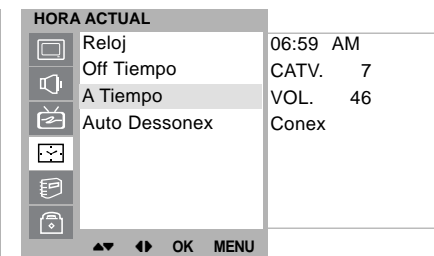 HORA ACTUAL
Reloj
Off Tiempo
A Tiempo
Auto Dessonex
06:59 AM
CATV. 7
VOL. 46
Conex
OK MENU